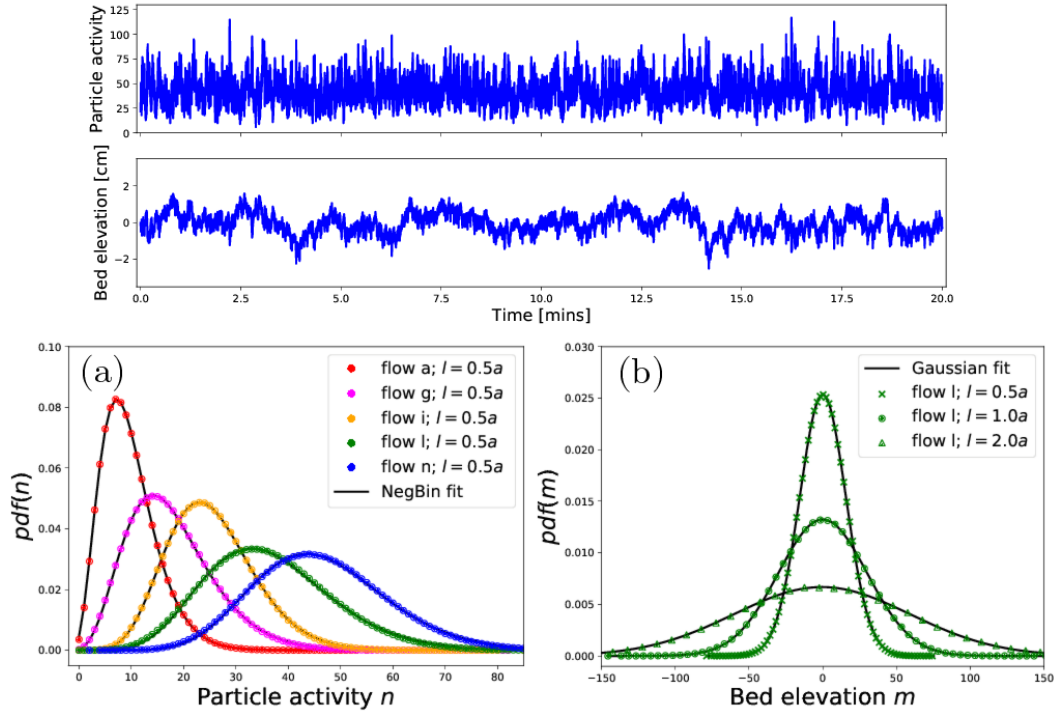 Particle activity
125
100
75
50
25
0
Bed elevation [cm]
2
0
−2
0.0 2.5 5.0 7.5 10.0 12.5 15.0 17.5 20.0
Time [mins]
(a)
pdf(n)
0.10
0.08
0.06
0.04
0.02
0.00
flow a; l = 0.5a
flow g; l = 0.5a
flow i; l = 0.5a
flow l; l = 0.5a
flow n; l = 0.5a
NegBin fit
0 10 20 30 40 50 60 70 80
Particle activity n
(b)
pdf(m)
0.030
0.025
0.020
0.015
0.010
0.005
0.000
Gaussian fit
flow l; l = 0.5a
flow l; l = 1.0a
flow l; l = 2.0a
−150 −100 −50 0 50 100 150
Bed elevation m